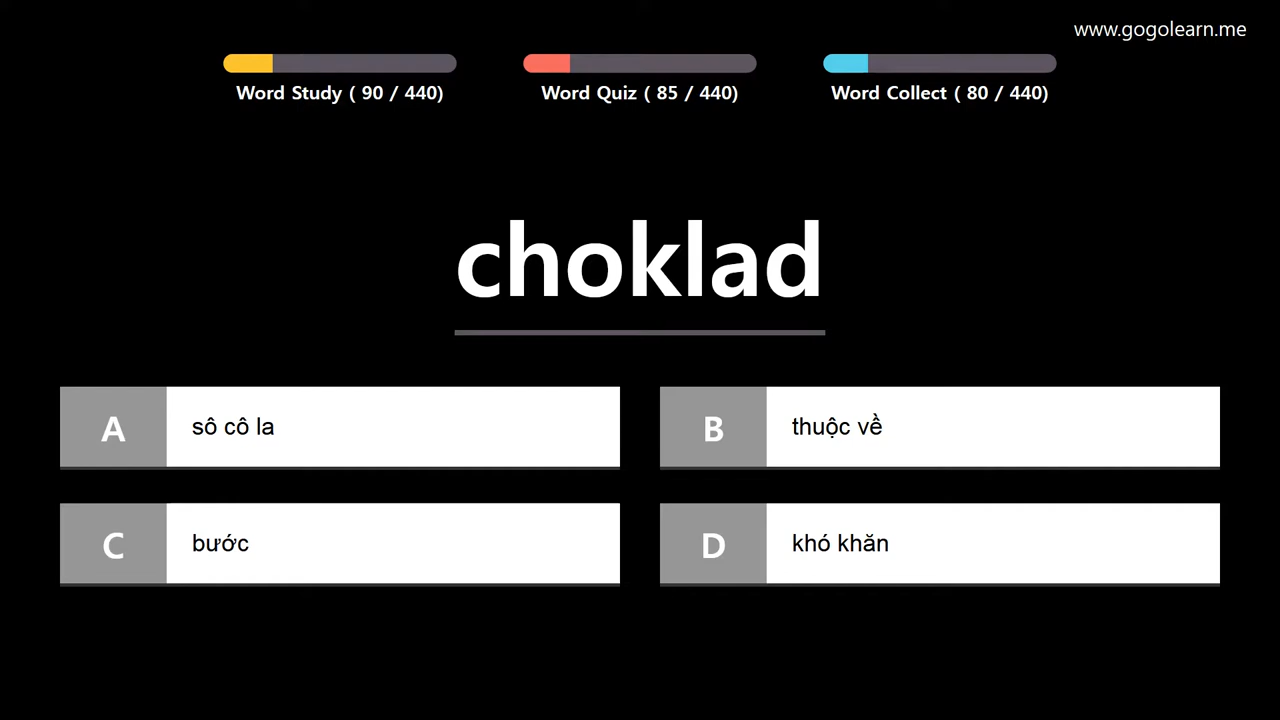 www.gogolearn.me
Word Study ( 90 / 440)
Word Quiz ( 85 / 440)
Word Collect ( 80 / 440)
choklad
A sô cô la
B thuộc về
C bước
D khó khăn